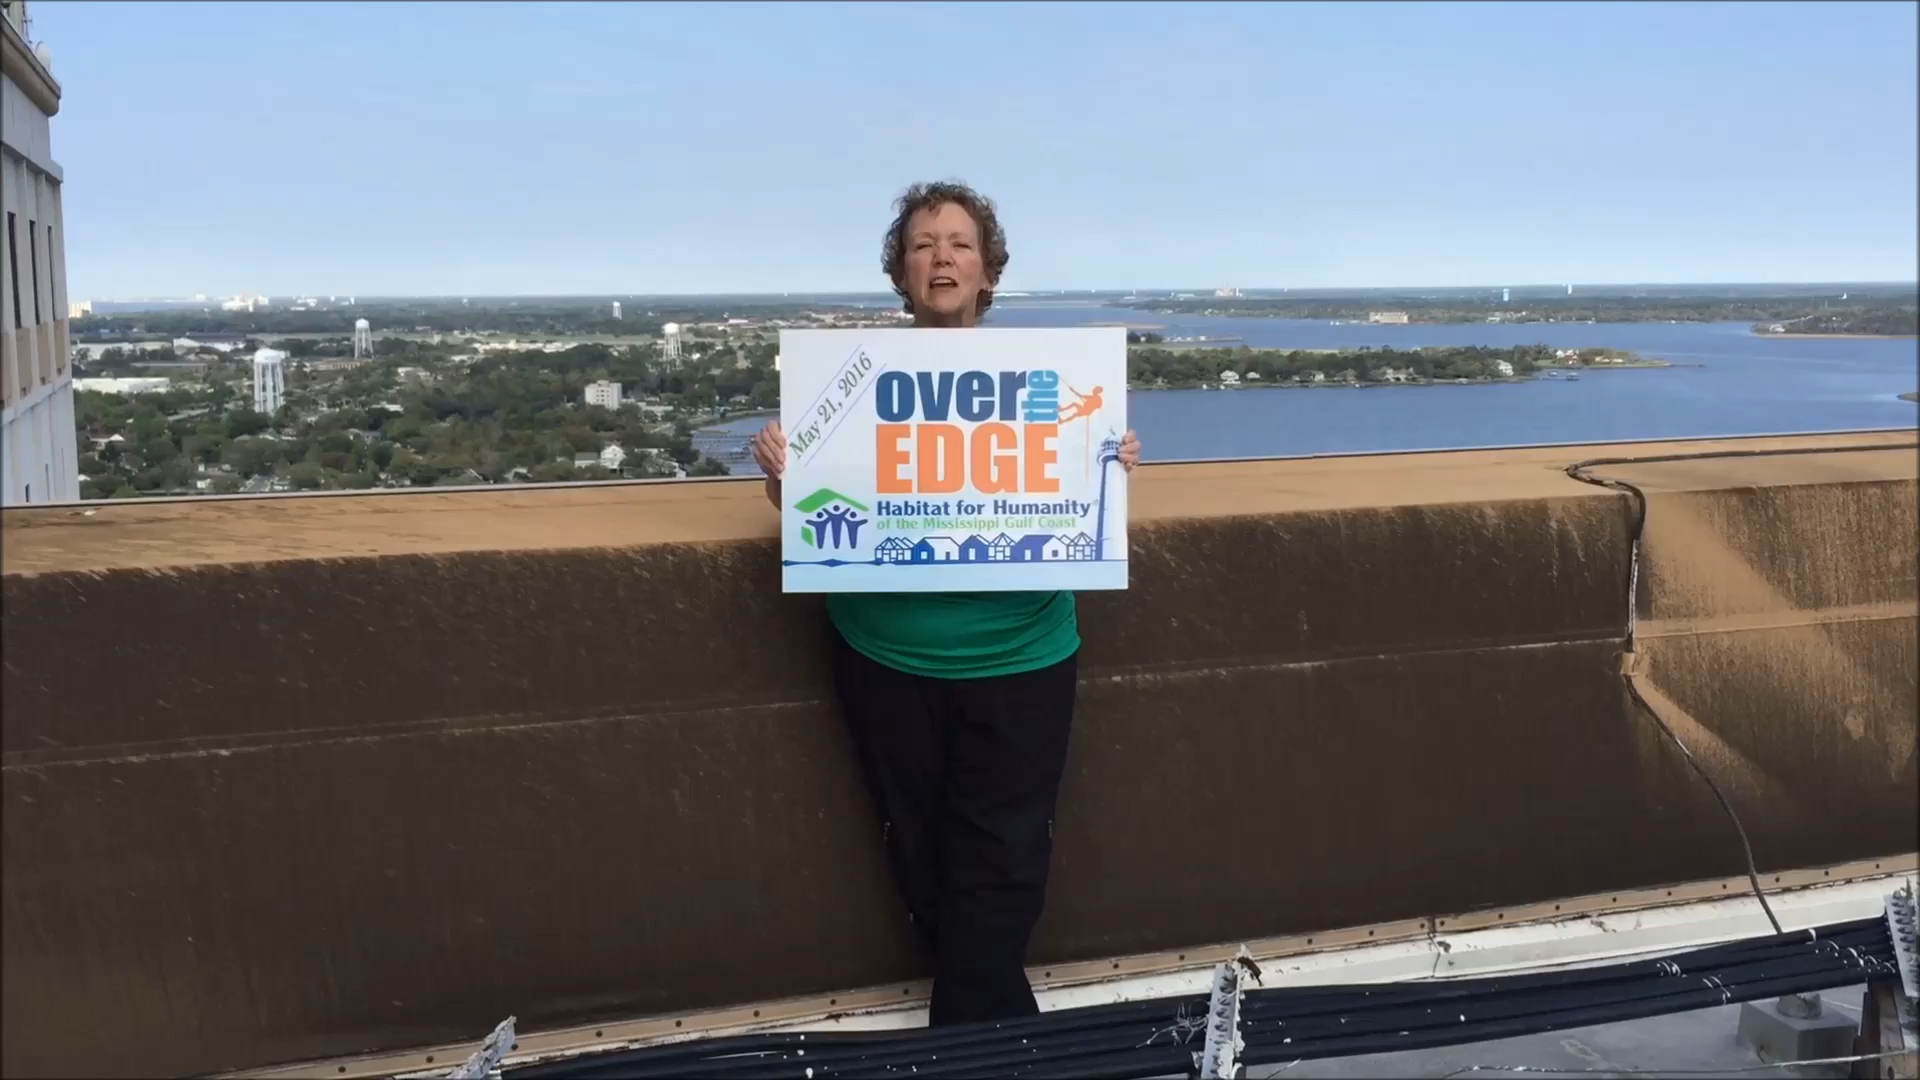 May 21, 2016
over the
EDGE
Habitat for Humanity®
of the Mississippi Gulf Coast